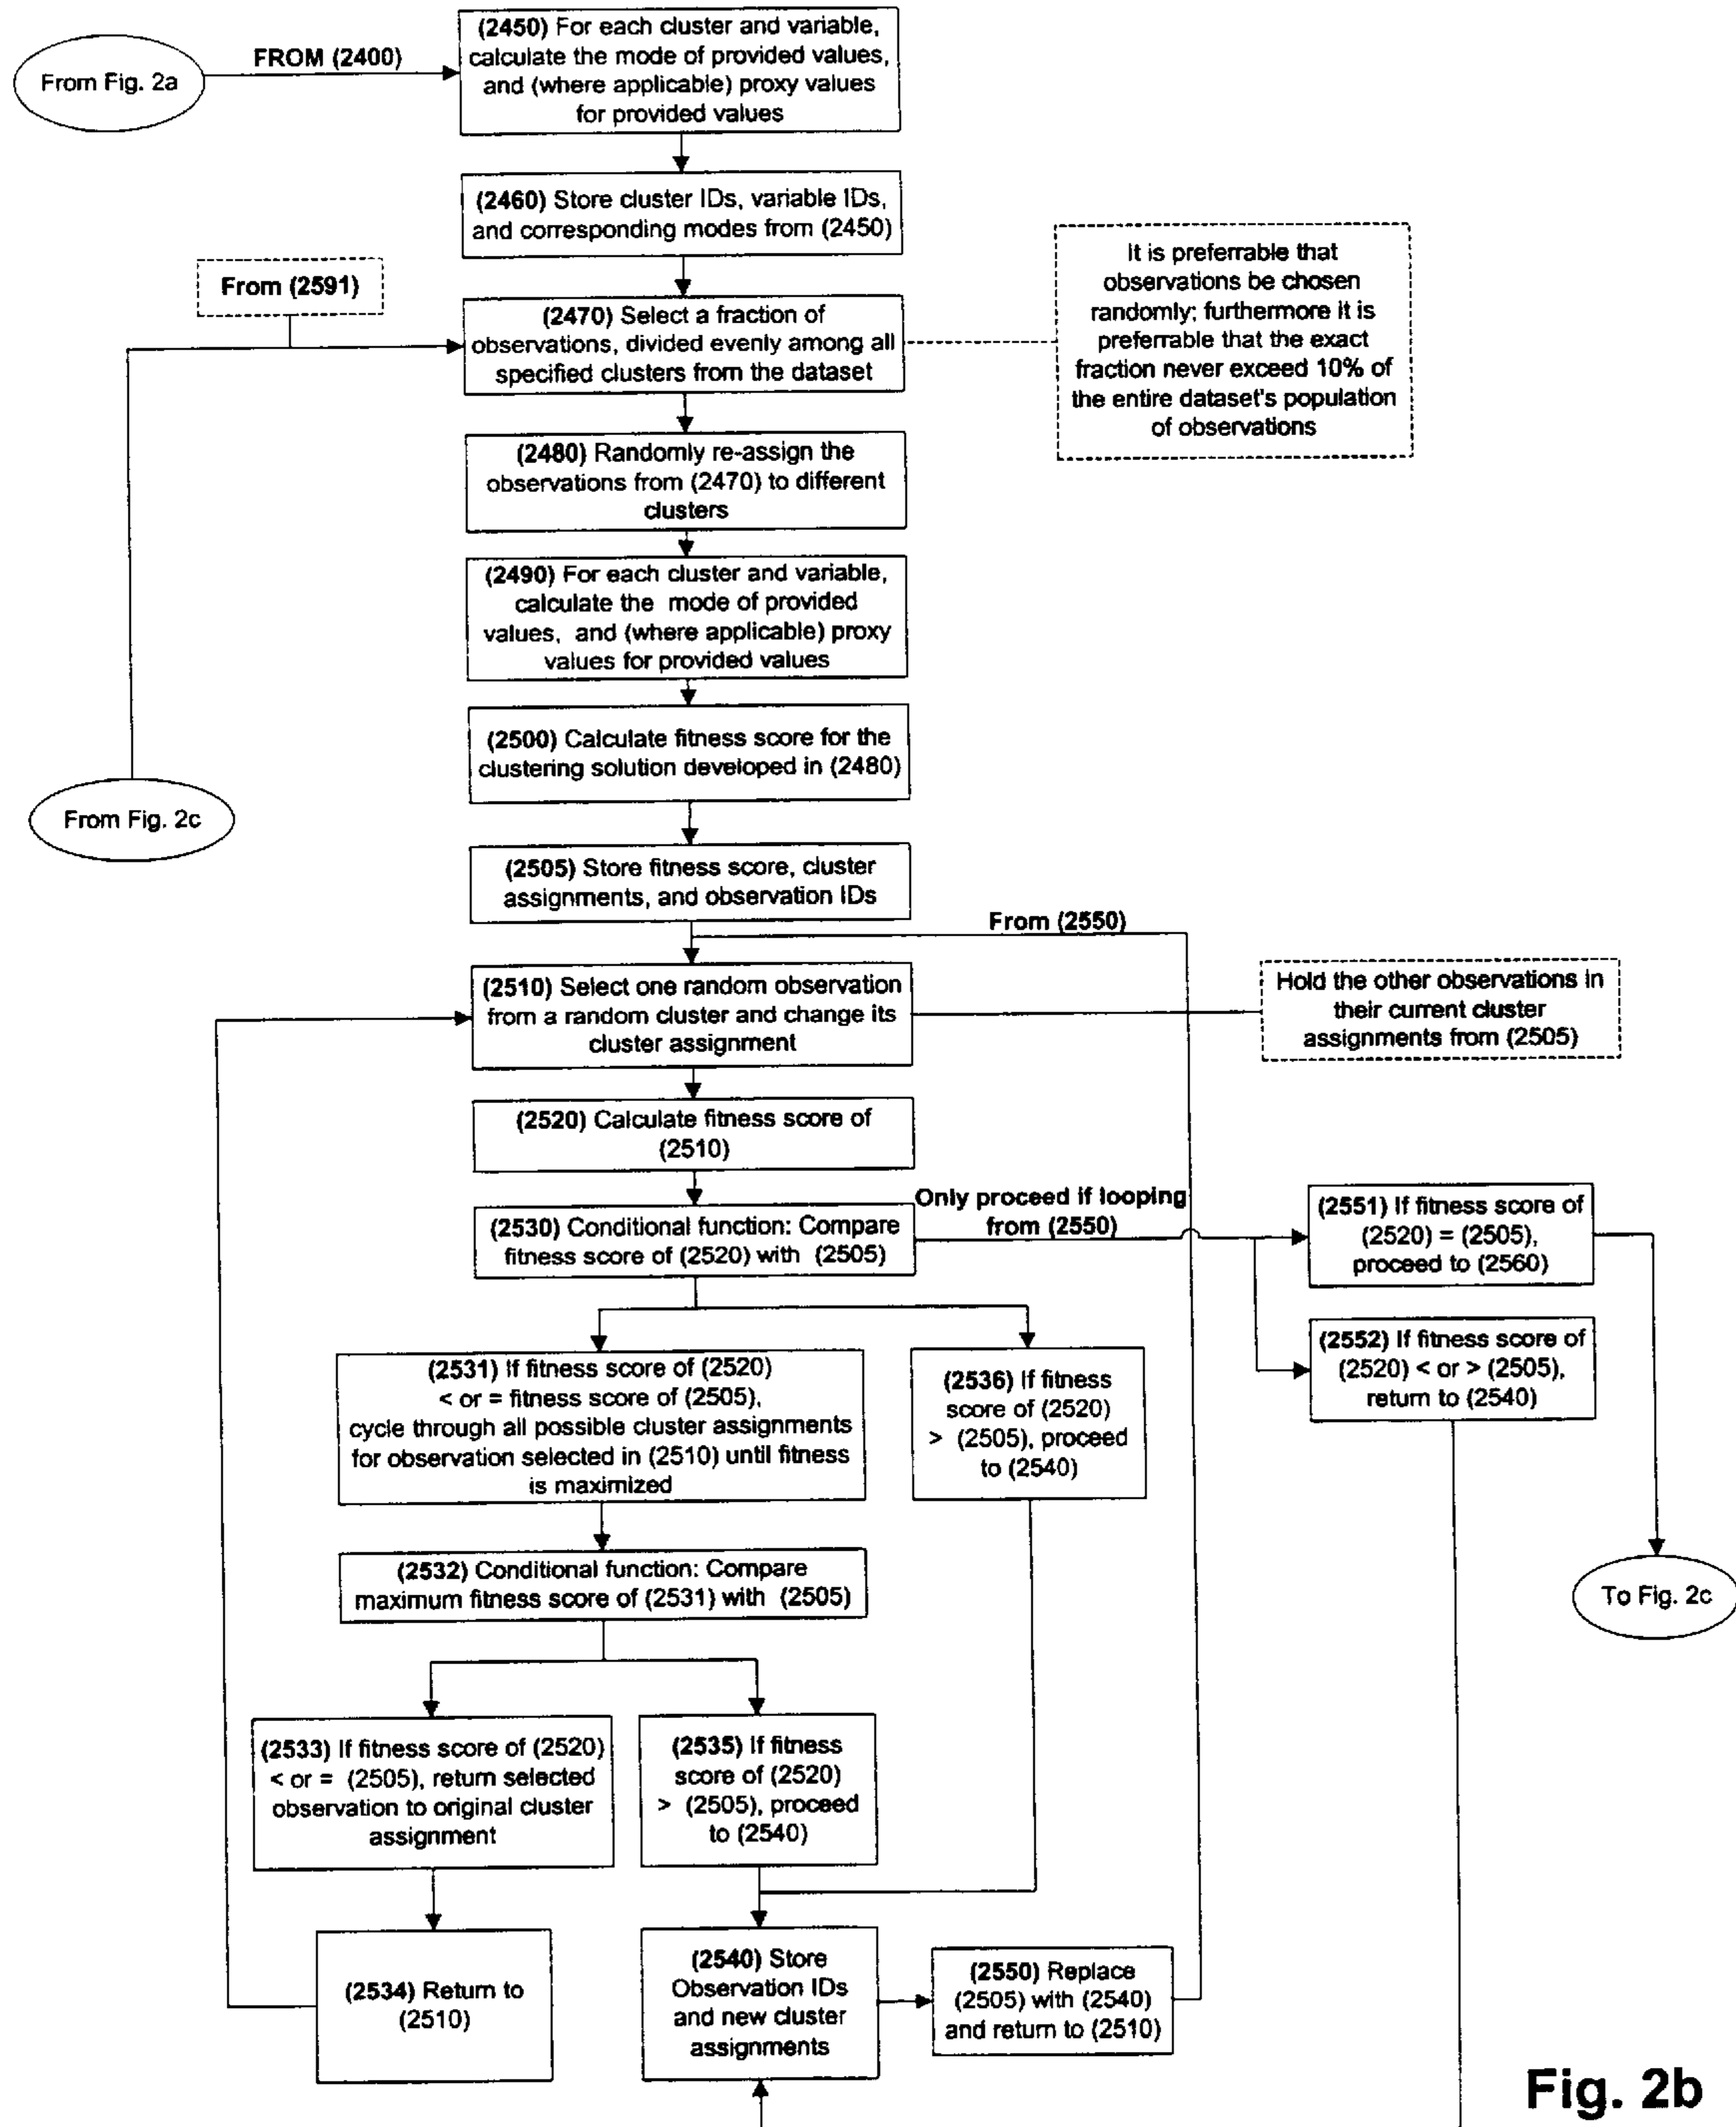 (2450) For each cluster and variable,
calculate the mode of provided values,
and (where applicable) proxy values
for provided values
From Fig. 2a
FROM (2400)
(2460) Store cluster IDs, variable IDs,
and corresponding modes from (2450)
From (2591)
(2470) Select a fraction of
observations, divided evenly among all
specified clusters from the dataset
It is preferrable that
observations be chosen
randomly; furthermore it is
preferrable that the exact
fraction never exceed 10% of
the entire dataset's population
of observations
(2480) Randomly re-assign the
observations from (2470) to different
clusters
(2490) For each cluster and variable,
calculate the mode of provided
values, and (where applicable) proxy
values for provided values
(2500) Calculate fitness score for the
clustering solution developed in (2480)
From Fig. 2c
(2505) Store fitness score, cluster
assignments, and observation IDs
From (2550)
(2510) Select one random observation
from a random cluster and change its
cluster assignment
Hold the other observations in
their current cluster
assignments from (2505)
(2520) Calculate fitness score of
(2510)
Only proceed if looping
from (2550)
(2530) Conditional function: Compare
fitness score of (2520) with (2505)
(2551) If fitness score of
(2520) = (2505),
proceed to (2560)
(2552) If fitness score of
(2520) < or > (2505),
return to (2540)
(2531) If fitness score of (2520)
< or = fitness score of (2505),
cycle through all possible cluster assignments
for observation selected in (2510) until fitness
is maximized
(2536) If fitness
score of (2520)
> (2505), proceed
to (2540)
(2532) Conditional function: Compare
maximum fitness score of (2531) with (2505)
To Fig. 2c
(2533) If fitness score of (2520)
< or = (2505), return selected
observation to original cluster
assignment
(2535) If fitness
score of (2520)
> (2505), proceed
to (2540)
(2534) Return to
(2510)
(2540) Store
Observation IDs
and new cluster
assignments
(2550) Replace
(2505) with (2540)
and return to (2510)
Fig. 2b